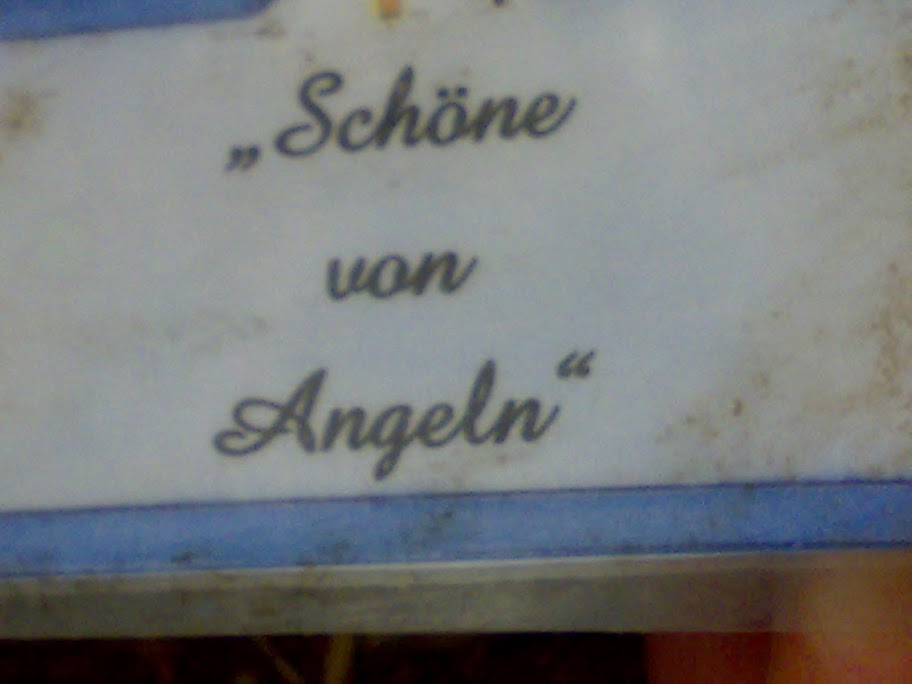 „Schöne
von
Angeln“